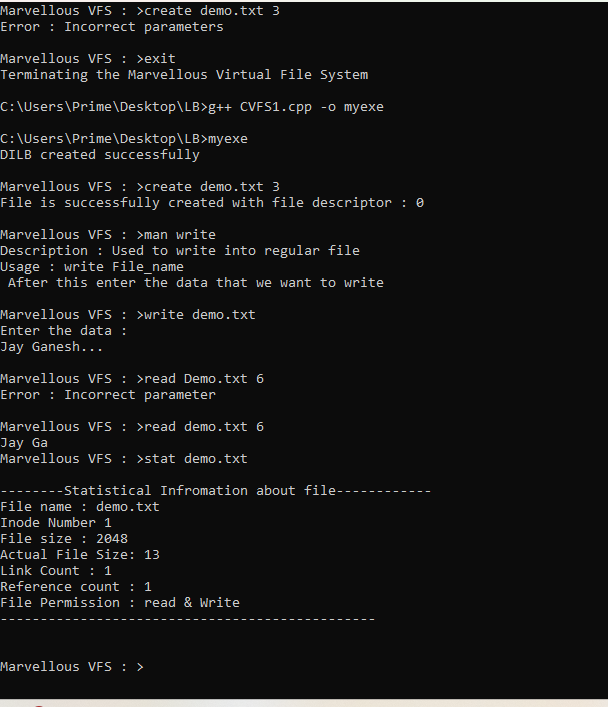 Marvellous VFS : >create demo.txt 3
Error : Incorrect parameters
Marvellous VFS : >exit
Terminating the Marvellous Virtual File System
C:\Users\Prime\Desktop\LB>g++ CVFS1.cpp -o myexe
C:\Users\Prime\Desktop\LB>myexe
DILB created successfully
Marvellous VFS : >create demo.txt 3
File is successfully created with file descriptor : 0
Marvellous VFS : >man write
Description : Used to write into regular file
Usage : write File_name
 After this enter the data that we want to write
Marvellous VFS : >write demo.txt
Enter the data :
Jay Ganesh...
Marvellous VFS : >read Demo.txt 6
Error : Incorrect parameter
Marvellous VFS : >read demo.txt 6
Jay Ga
Marvellous VFS : >stat demo.txt
--------Statistical Infromation about file------------
File name : demo.txt
Inode Number 1
File size : 2048
Actual File Size: 13
Link Count : 1
Reference count : 1
File Permission : read & Write
-----------------------------------------------
Marvellous VFS : >